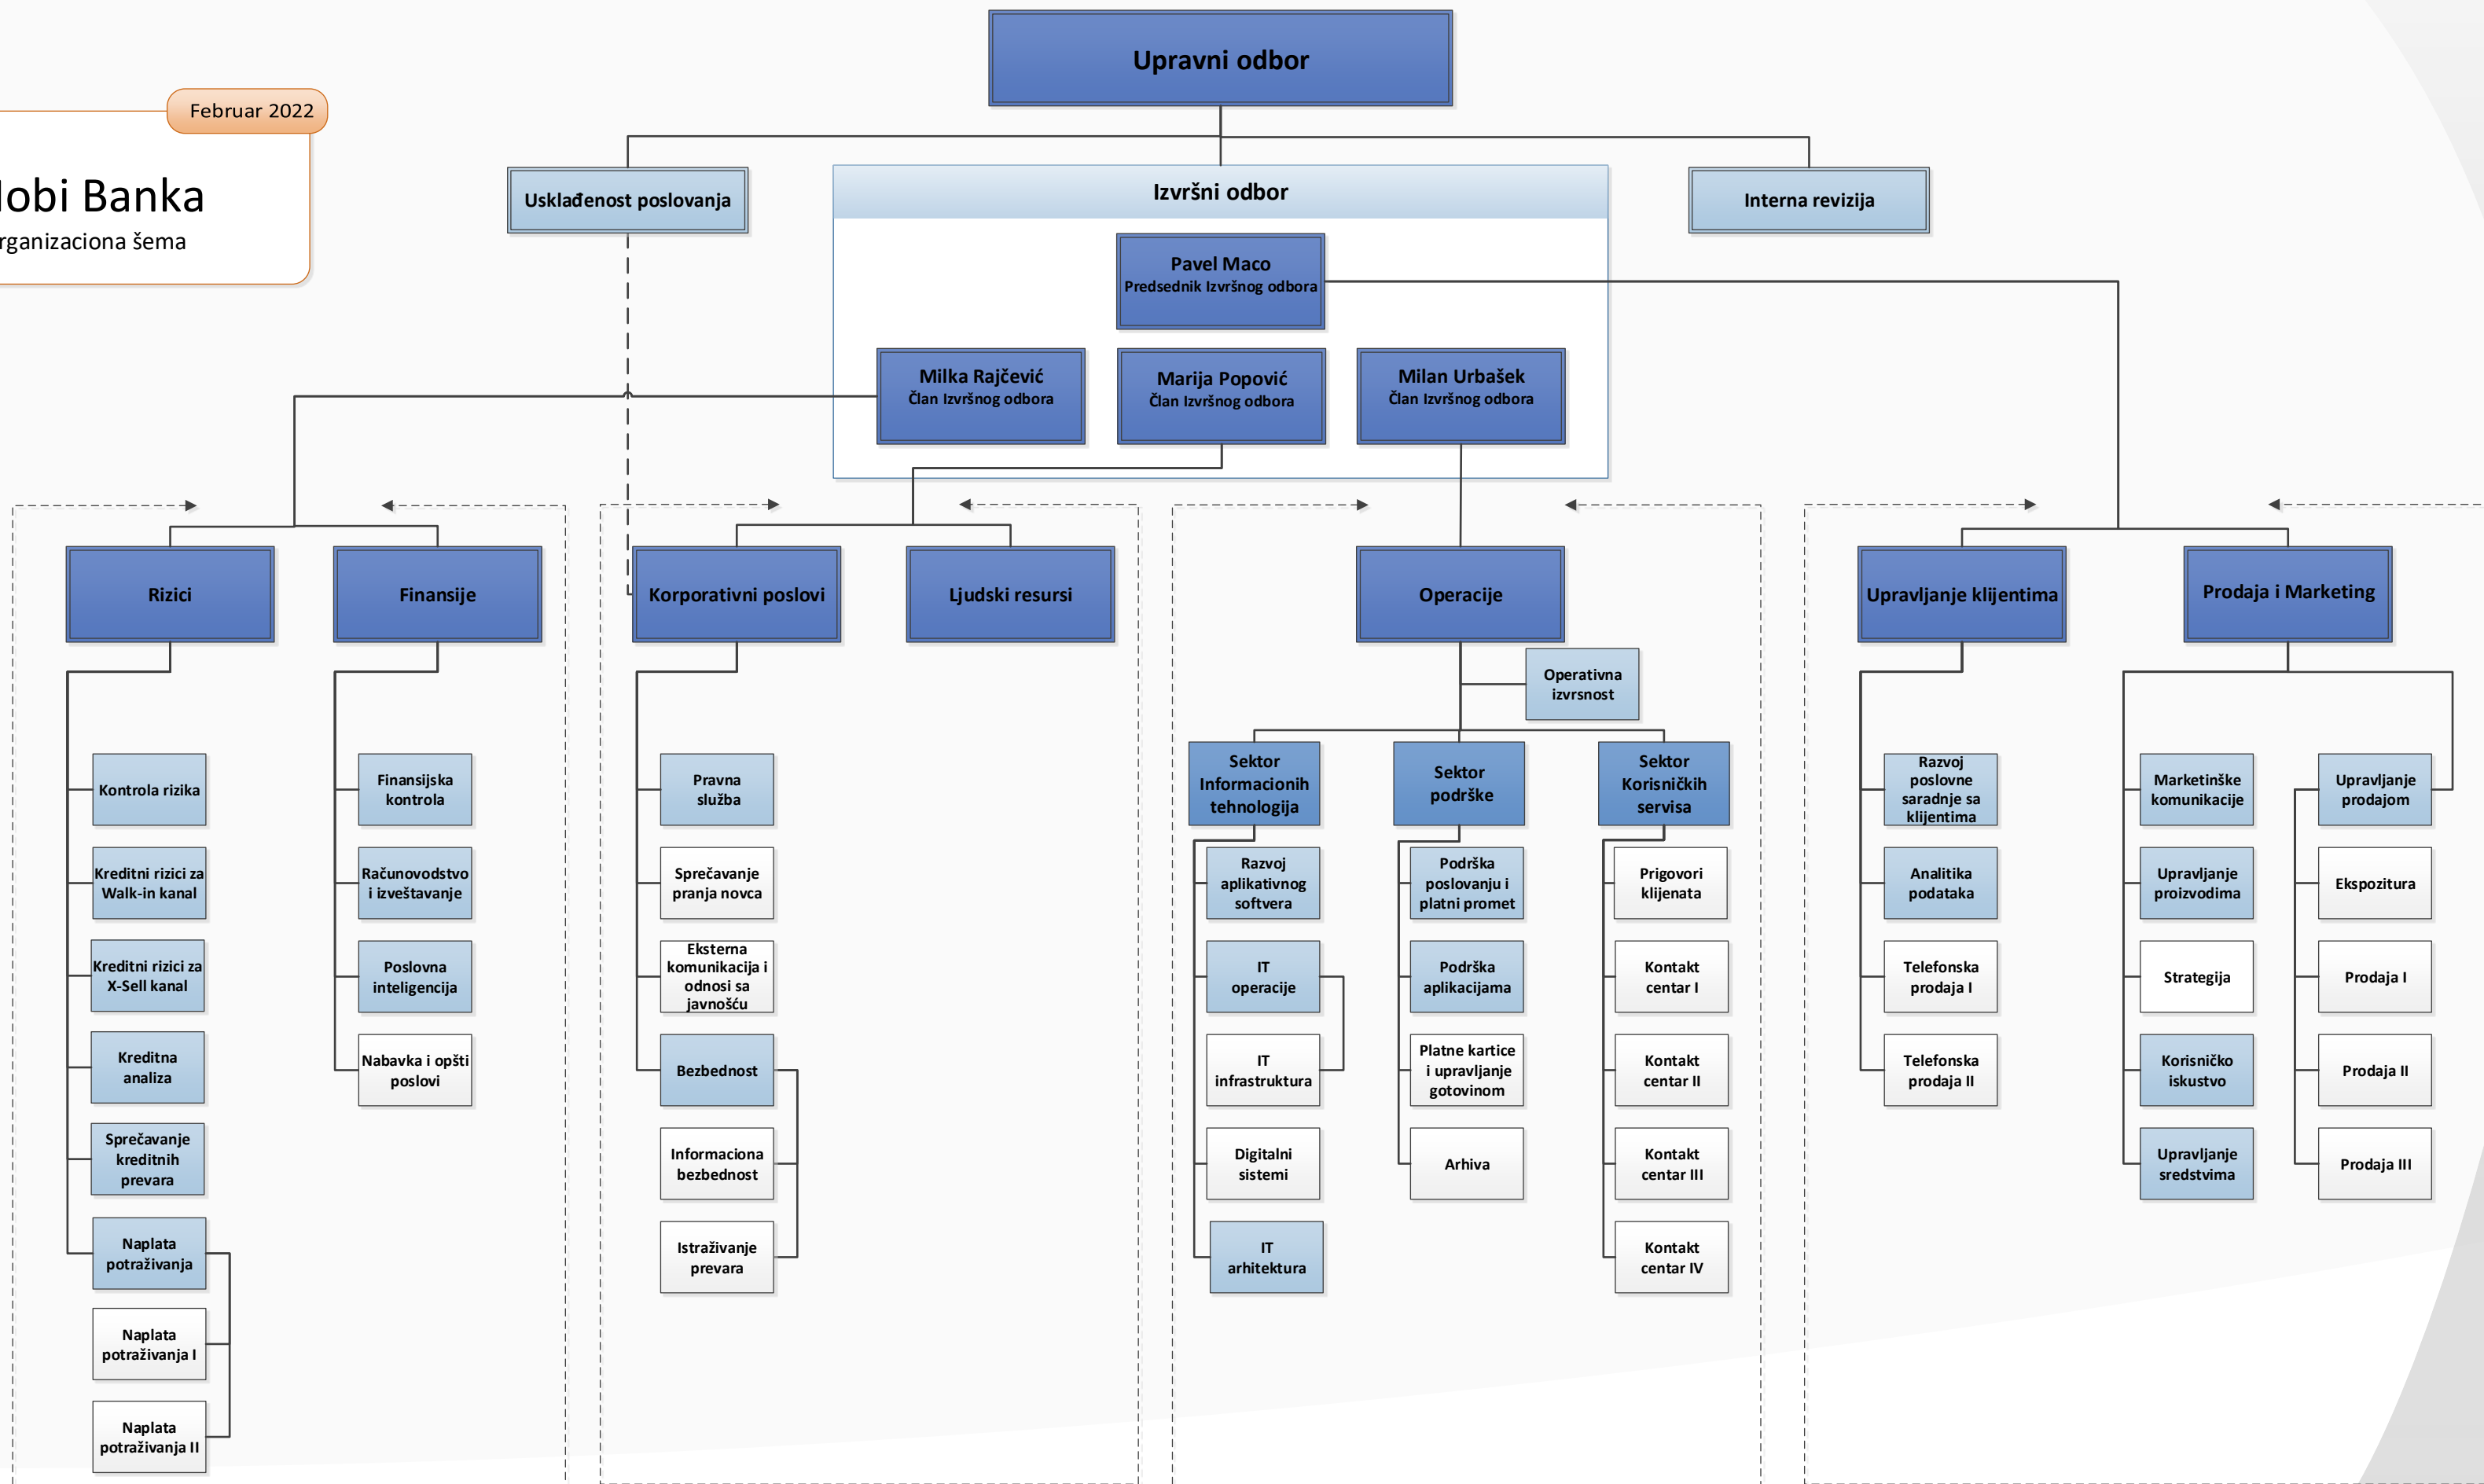 Upravni odbor
Februar 2022
obi Banka
rganizaciona šema
Usklađenost poslovanja
Izvršni odbor
Interna revizija
Pavel Maco
Predsednik Izvršnog odbora
Milka Rajčević
Član Izvršnog odbora
Marija Popović
Član Izvršnog odbora
Milan Urbašek
Član Izvršnog odbora
Rizici
Finansije
Korporativni poslovi
Ljudski resursi
Operacije
Upravljanje klijentima
Prodaja i Marketing
Operativna
izvrsnost
Kontrola rizika
Kreditni rizici za
Walk-in kanal
Kreditni rizici za
X-Sell kanal
Kreditna
analiza
Sprečavanje
kreditnih
prevara
Naplata
potraživanja
Naplata
potraživanja I
Naplata
potraživanja II
Finansijska
kontrola
Računovodstvo
i izveštavanje
Poslovna
inteligencija
Nabavka i opšti
poslovi
Pravna
služba
Sprečavanje
pranja novca
Eksterna
komunikacija i
odnosi sa
javnošću
Bezbednost
Informaciona
bezbednost
Istraživanje
prevara
Sektor
Informacionih
tehnologija
Razvoj
aplikativnog
softvera
IT
operacije
IT
infrastruktura
Digitalni
sistemi
IT
arhitektura
Sektor
podrške
Podrška
poslovanju i
platni promet
Podrška
aplikacijama
Platne kartice
i upravljanje
gotovinom
Arhiva
Sektor
Korisničkih
servisa
Prigovori
klijenata
Kontakt
centar I
Kontakt
centar II
Kontakt
centar III
Kontakt
centar IV
Razvoj
poslovne
saradnje sa
klijentima
Analitika
podataka
Telefonska
prodaja I
Telefonska
prodaja II
Marketinške
komunikacije
Upravljanje
proizvodima
Strategija
Korisničko
iskustvo
Upravljanje
sredstvima
Upravljanje
prodajom
Ekspozitura
Prodaja I
Prodaja II
Prodaja III